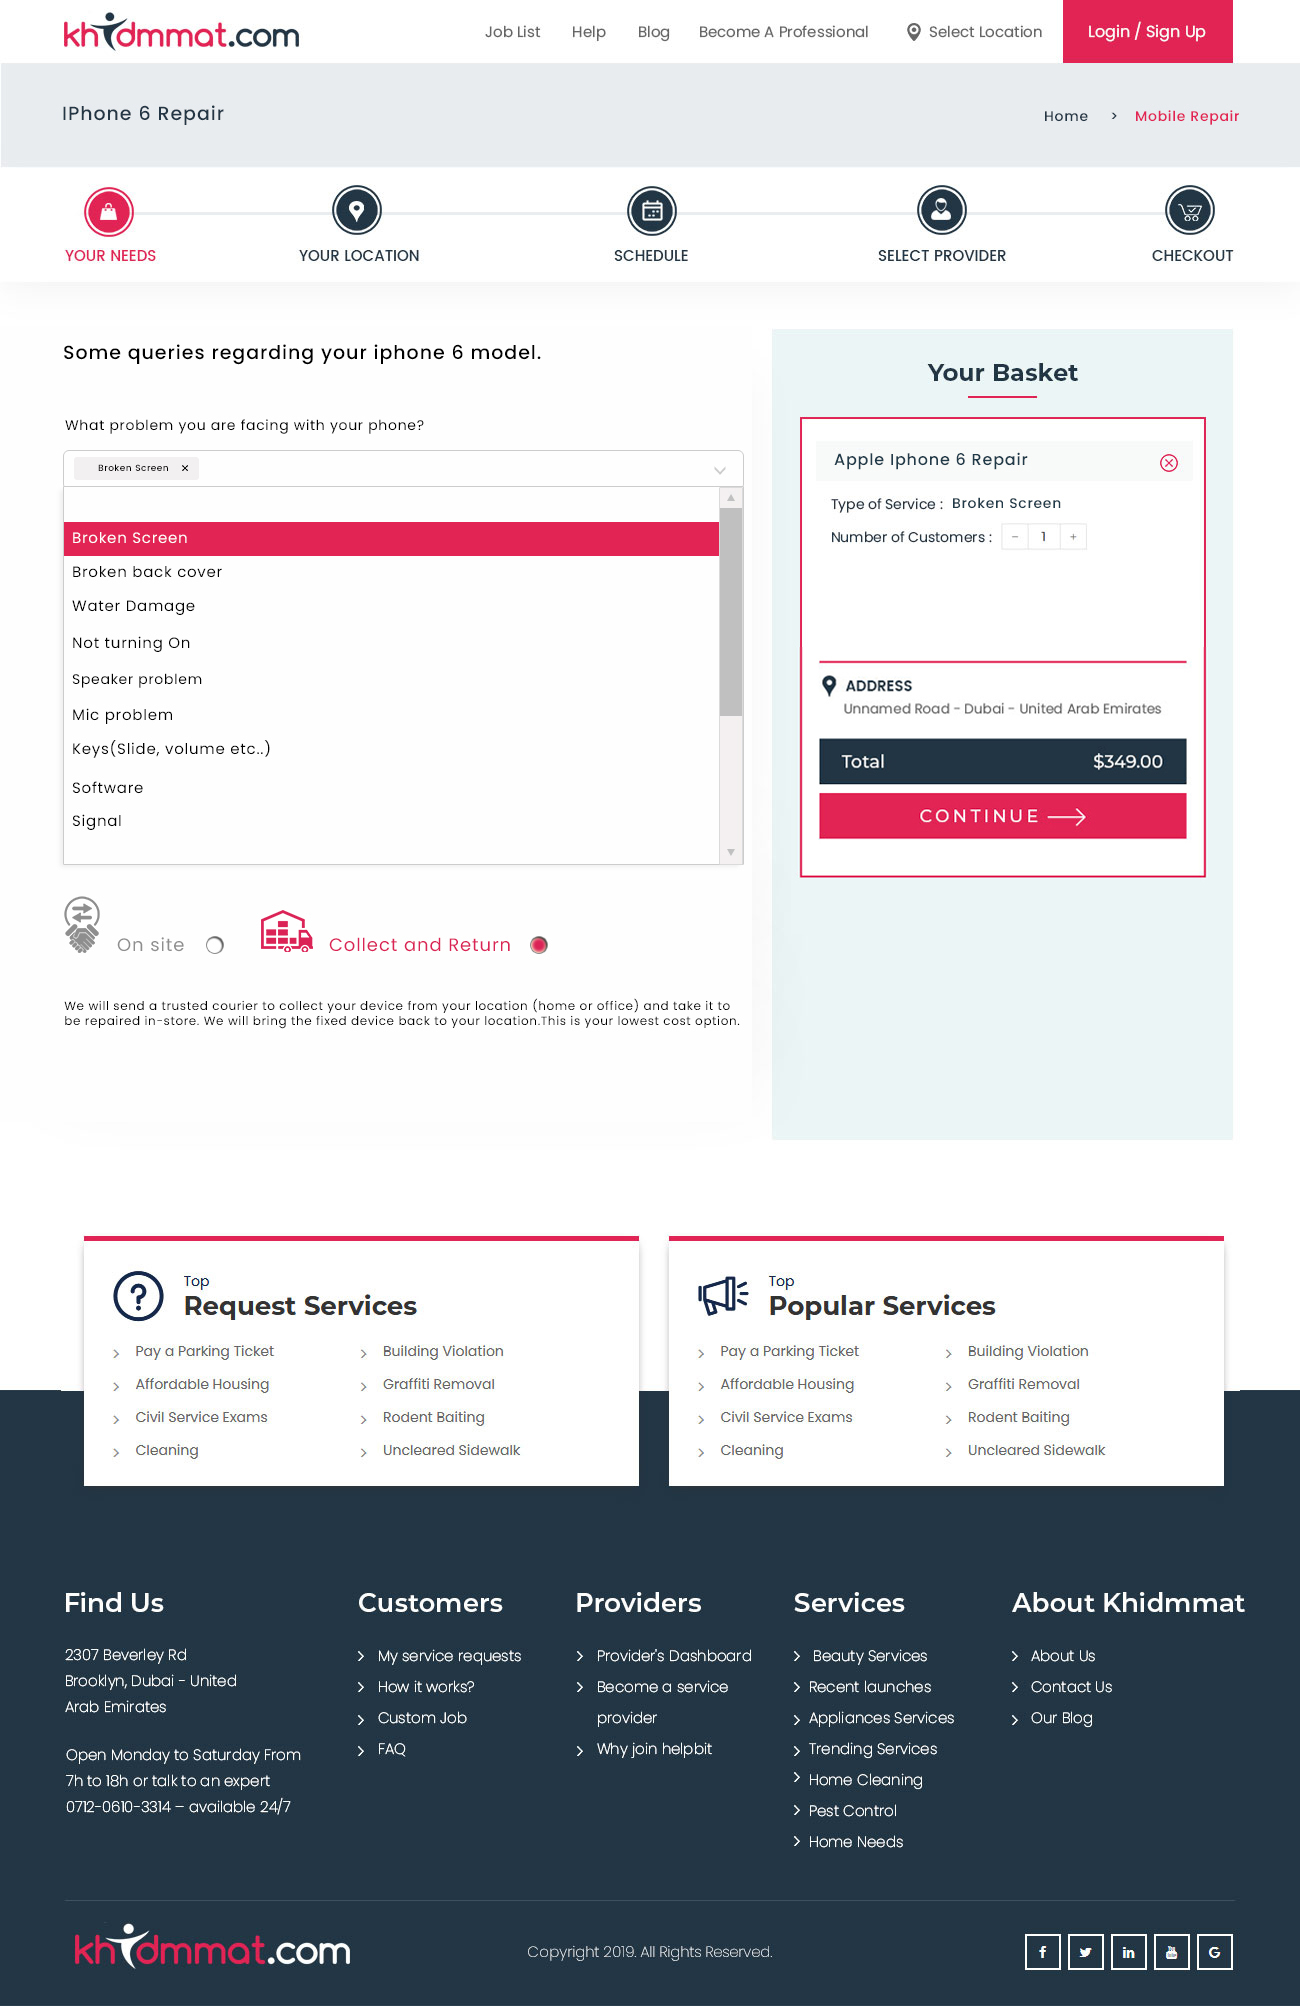 khidmmat.com
Job List Help Blog Become A Professional Select Location Login / Sign Up
IPhone 6 Repair
Home > Mobile Repair
YOUR NEEDS YOUR LOCATION SCHEDULE SELECT PROVIDER CHECKOUT
Some queries regarding your iphone 6 model.
What problem you are facing with your phone?
Broken Screen ×
Broken Screen
Broken back cover
Water Damage
Not turning On
Speaker problem
Mic problem
Keys(Slide, volume etc..)
Software
Signal
On site Collect and Return
We will send a trusted courier to collect your device from your location (home or office) and take it to
be repaired in-store. We will bring the fixed device back to your location.This is your lowest cost option.
Your Basket
Apple Iphone 6 Repair
Type of Service : Broken Screen
Number of Customers : − 1 +
ADDRESS
Unnamed Road - Dubai - United Arab Emirates
Total $349.00
CONTINUE
Top
Request Services
Pay a Parking Ticket Building Violation
Affordable Housing Graffiti Removal
Civil Service Exams Rodent Baiting
Cleaning Uncleared Sidewalk
Top
Popular Services
Pay a Parking Ticket Building Violation
Affordable Housing Graffiti Removal
Civil Service Exams Rodent Baiting
Cleaning Uncleared Sidewalk
Find Us
2307 Beverley Rd
Brooklyn, Dubai - United
Arab Emirates
Open Monday to Saturday From
7h to 18h or talk to an expert
0712-0610-3314 – available 24/7
Customers
My service requests
How it works?
Custom Job
FAQ
Providers
Provider's Dashboard
Become a service
provider
Why join helpbit
Services
Beauty Services
Recent launches
Appliances Services
Trending Services
Home Cleaning
Pest Control
Home Needs
About Khidmmat
About Us
Contact Us
Our Blog
khidmmat.com
Copyright 2019. All Rights Reserved.